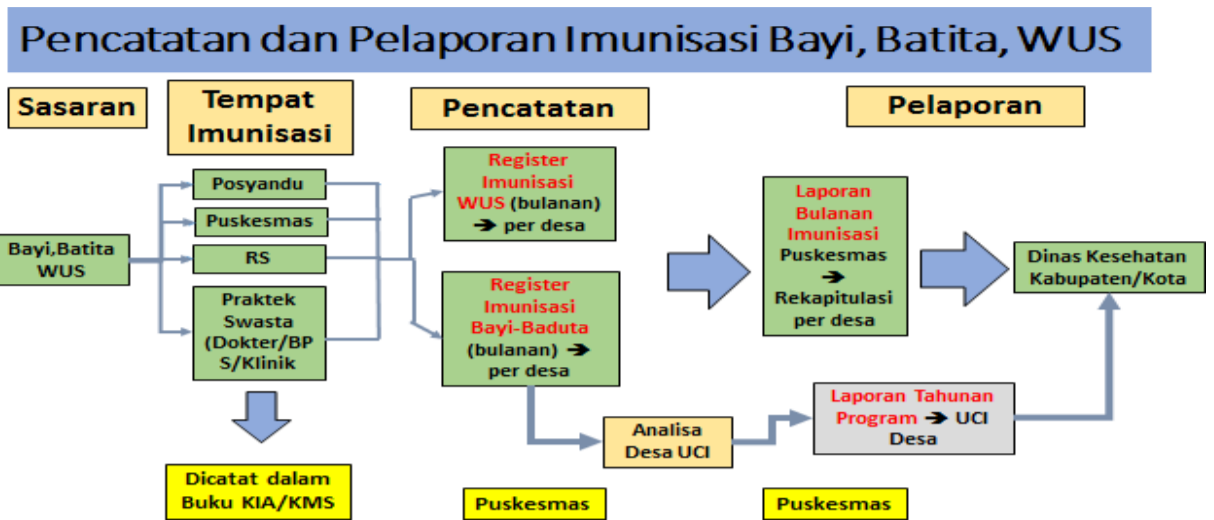 Pencatatan dan Pelaporan Imunisasi Bayi, Batita, WUS
Sasaran
Tempat
Imunisasi
Pencatatan
Pelaporan
Bayi,Batita
WUS
Posyandu
Puskesmas
RS
Praktek
Swasta
(Dokter/BP
S/Klinik
Dicatat dalam
Buku KIA/KMS
Register
Imunisasi
WUS (bulanan)
➔ per desa
Register
Imunisasi
Bayi-Baduta
(bulanan) ➔
per desa
Analisa
Desa UCI
Puskesmas
Laporan
Bulanan
Imunisasi
Puskesmas
➔
Rekapitulasi
per desa
Laporan Tahunan
Program ➔ UCI
Desa
Puskesmas
Dinas Kesehatan
Kabupaten/Kota